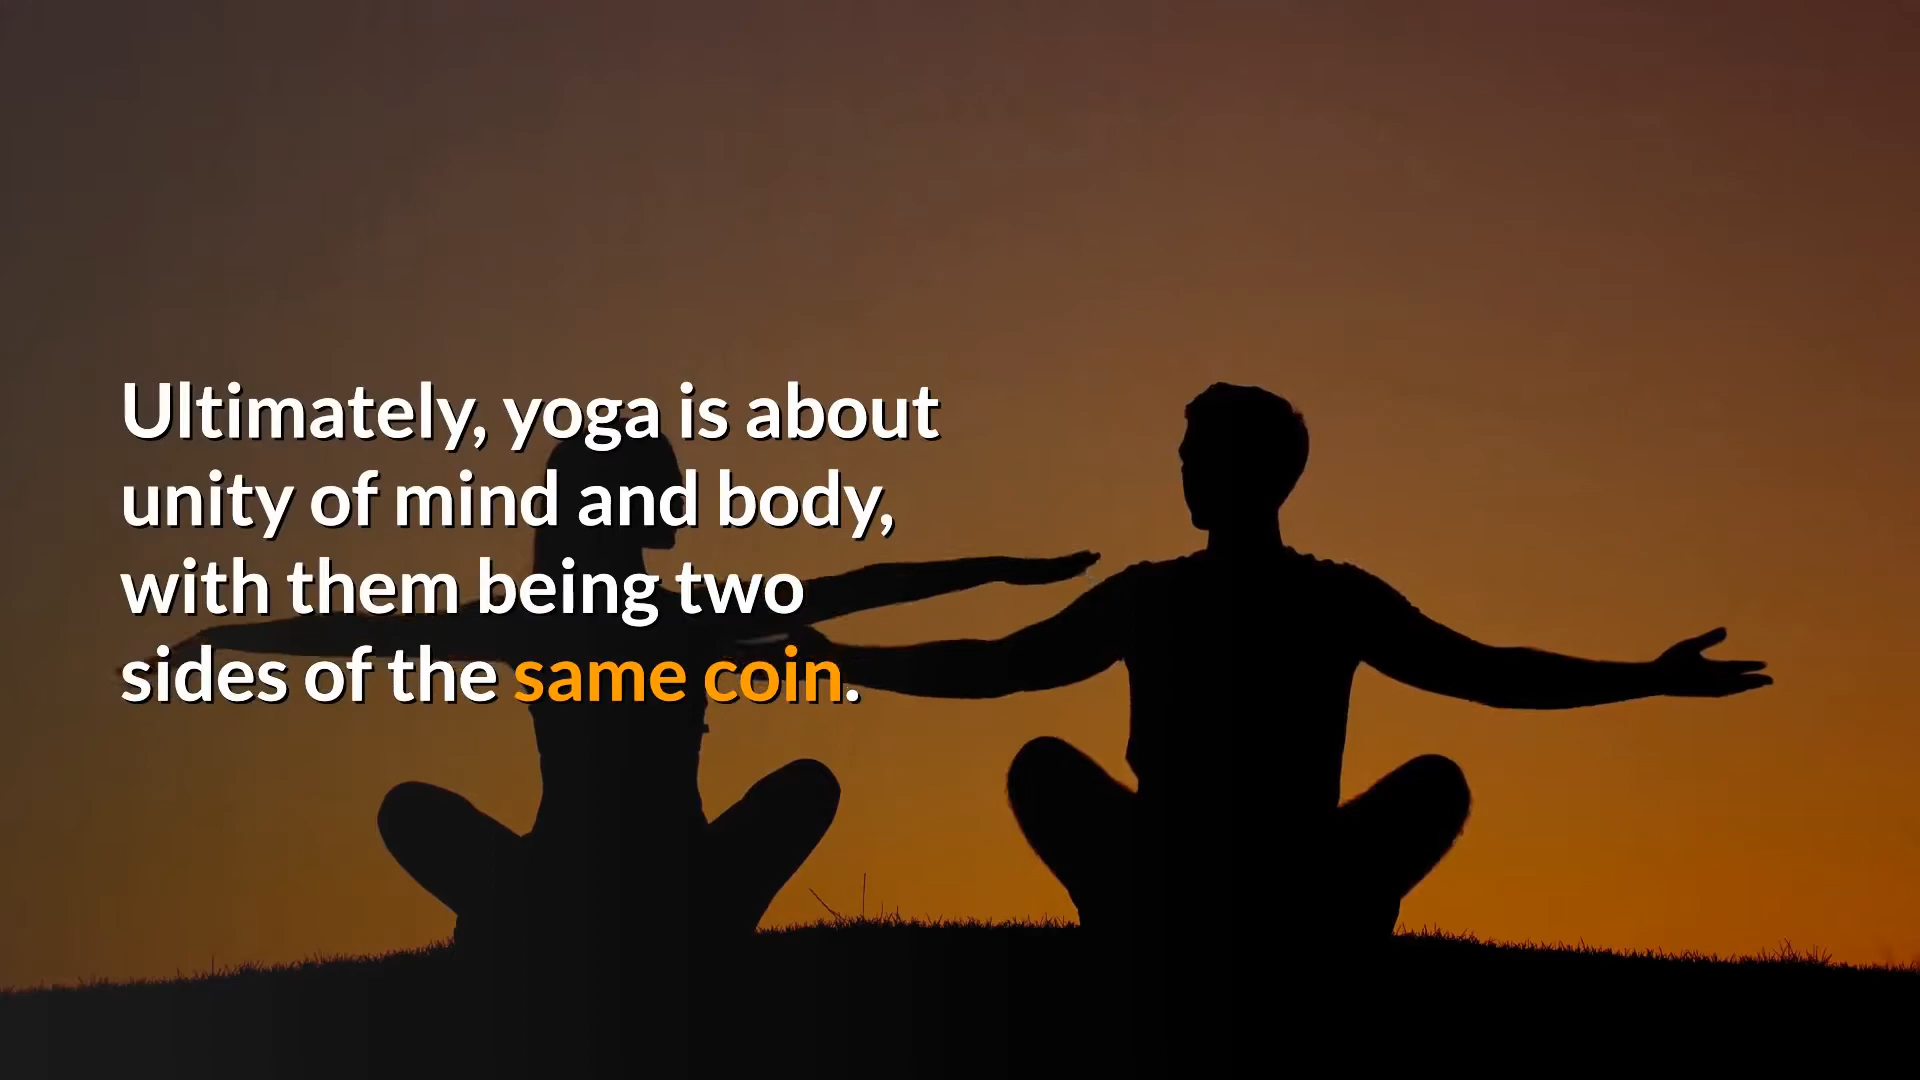 Ultimately, yoga is about
unity of mind and body,
with them being two
sides of the same coin.